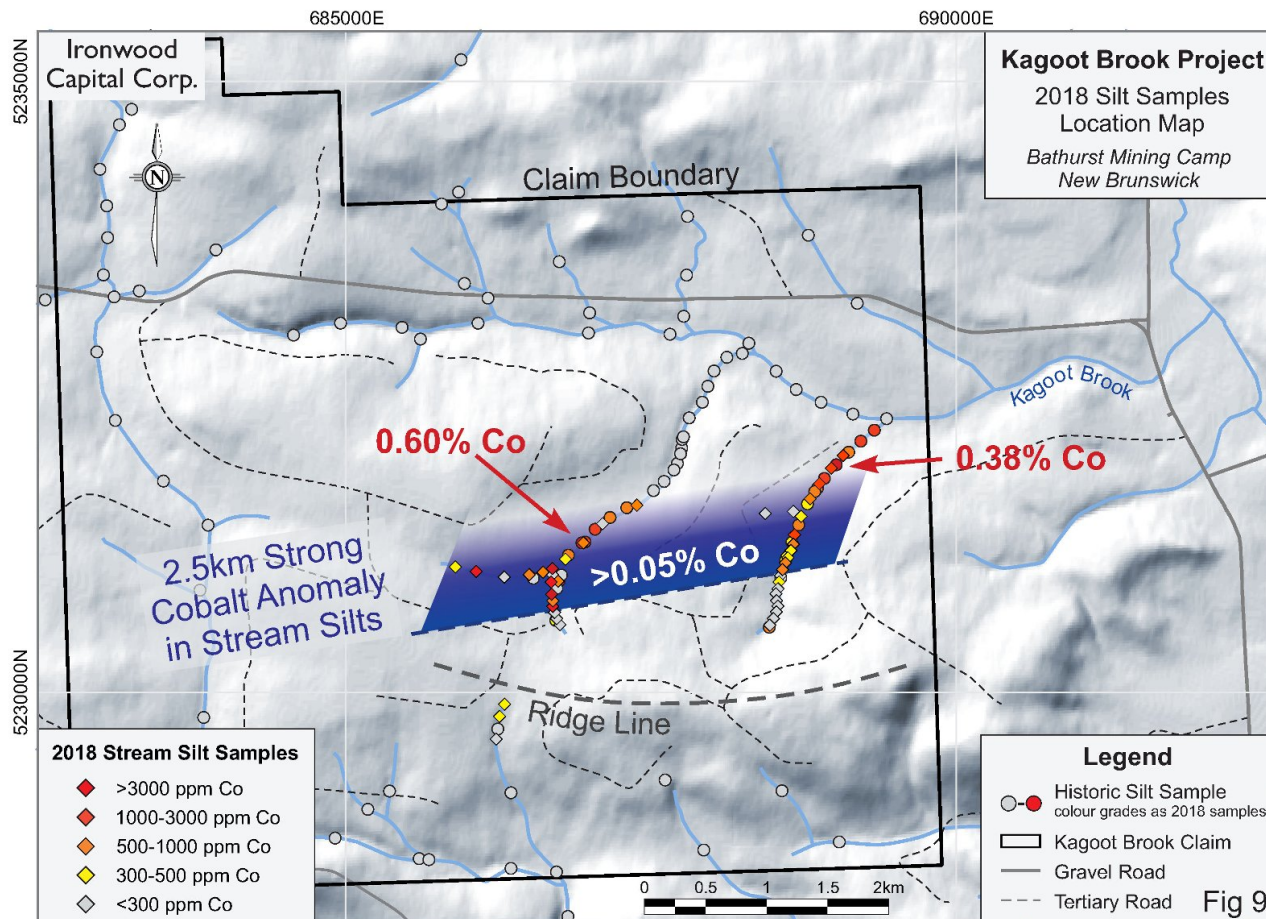 685000E
690000E
5235000N
5230000N
Ironwood
Capital Corp.
N
Kagoot Brook Project
2018 Silt Samples
Location Map
Bathurst Mining Camp
New Brunswick
Claim Boundary
Kagoot Brook
0.60% Co
0.38% Co
>0.05% Co
2.5km Strong
Cobalt Anomaly
in Stream Silts
Ridge Line
2018 Stream Silt Samples
>3000 ppm Co
1000-3000 ppm Co
500-1000 ppm Co
300-500 ppm Co
<300 ppm Co
0 0.5 1 1.5 2km
Legend
Historic Silt Sample
colour grades as 2018 samples
Kagoot Brook Claim
Gravel Road
Tertiary Road
Fig 9